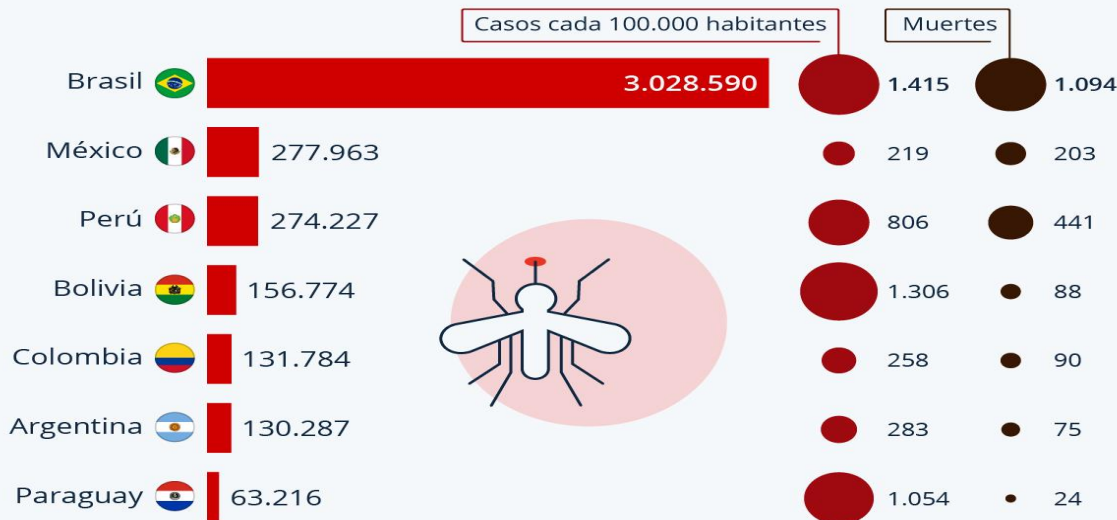 Casos cada 100.000 habitantes Muertes
Brasil 3.028.590 1.415 1.094
México 277.963 219 203
Perú 274.227 806 441
Bolivia 156.774 1.306 88
Colombia 131.784 258 90
Argentina 130.287 283 75
Paraguay 63.216 1.054 24